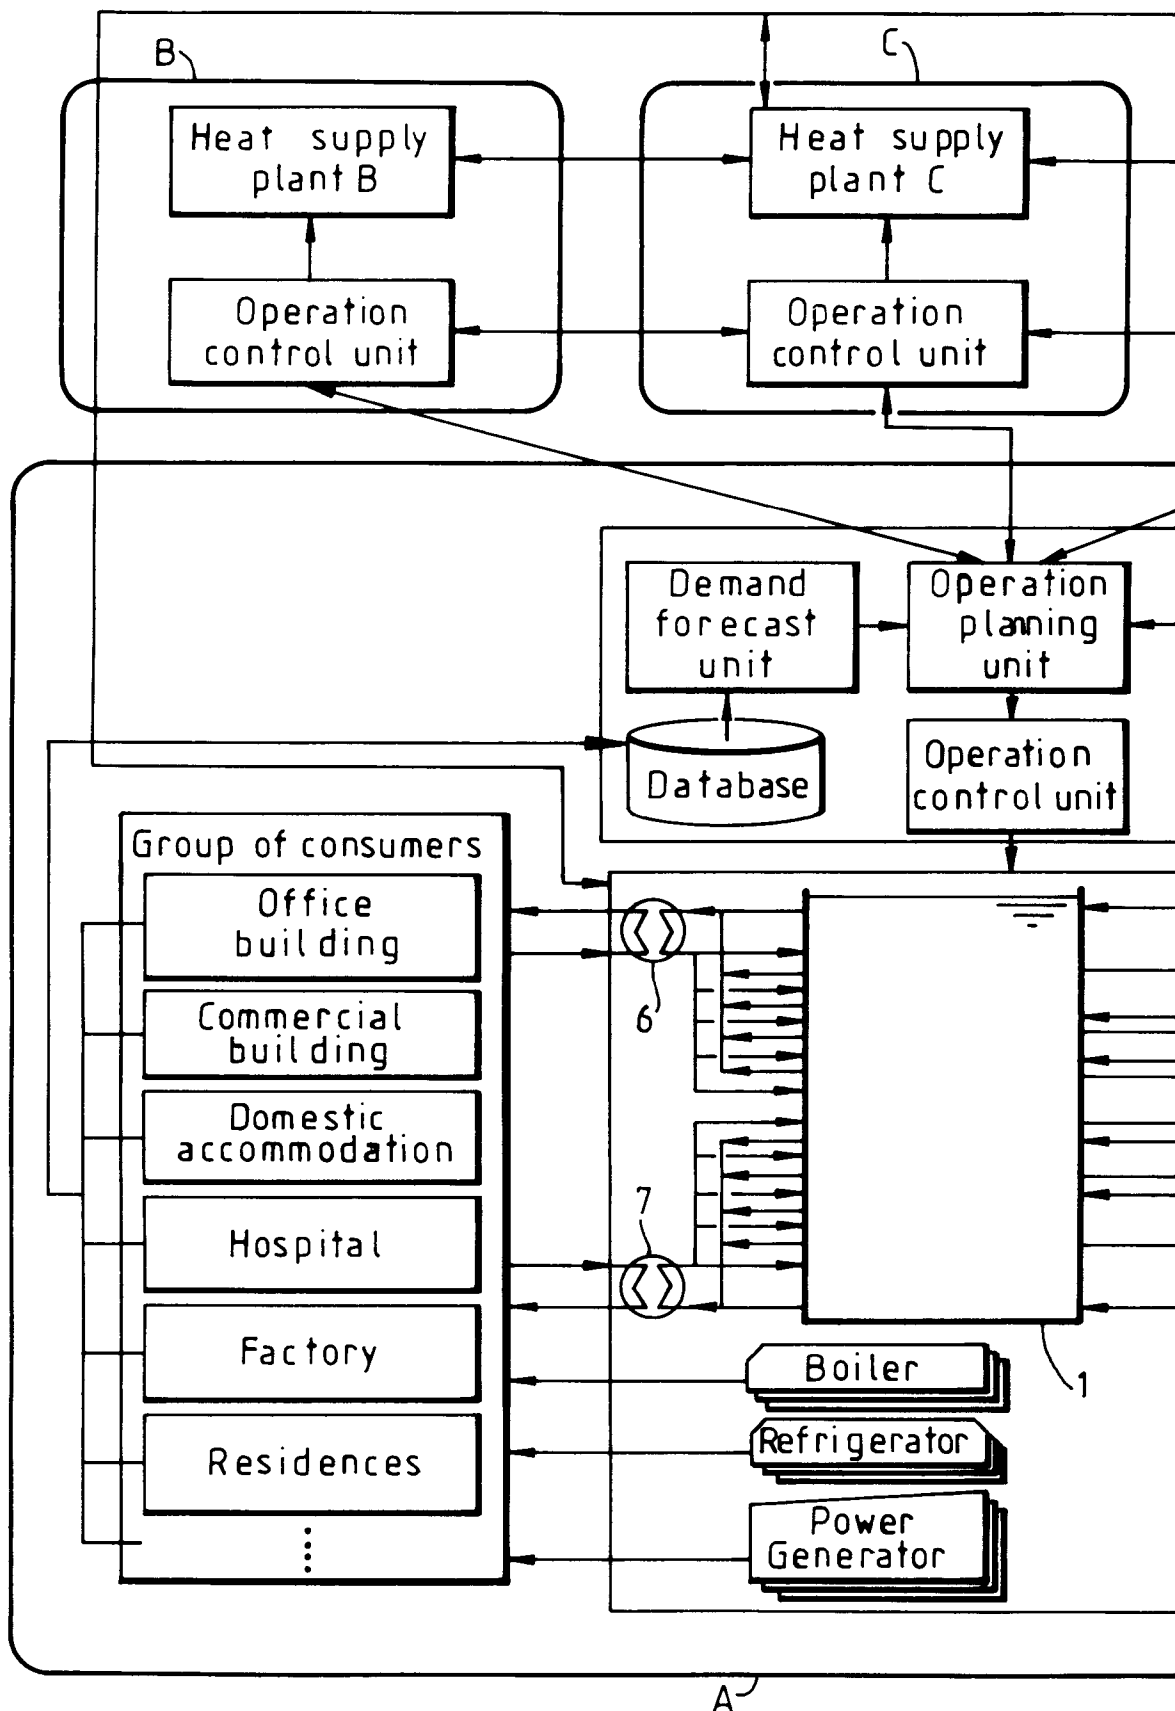 B
C
Heat supply
plant B
Heat supply
plant C
Operation
control unit
Operation
control unit
Demand
forecast
unit
Operation
planning
unit
Database
Operation
control unit
Group of consumers
Office
building
Commercial
building
Domestic
accommodation
Hospital
Factory
Residences
6
7
1
Boiler
Refrigerator
Power
Generator
A